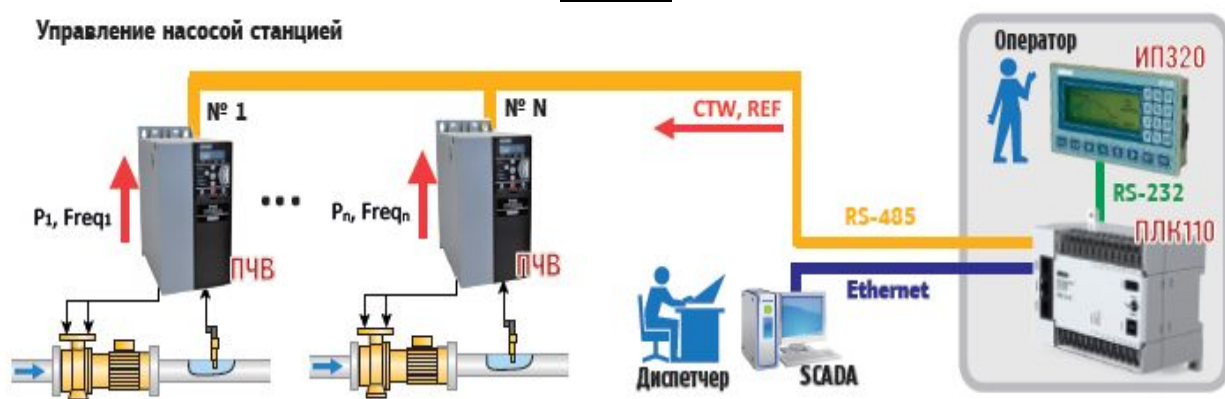 Управление насосой станцией
Оператор
ИП320
№ 1
№ N
CTW, REF
RS-232
P1, Freq1
Pn, Freqn
RS-485
ПЛК110
ПЧВ
ПЧВ
Ethernet
Диспетчер
SCADA